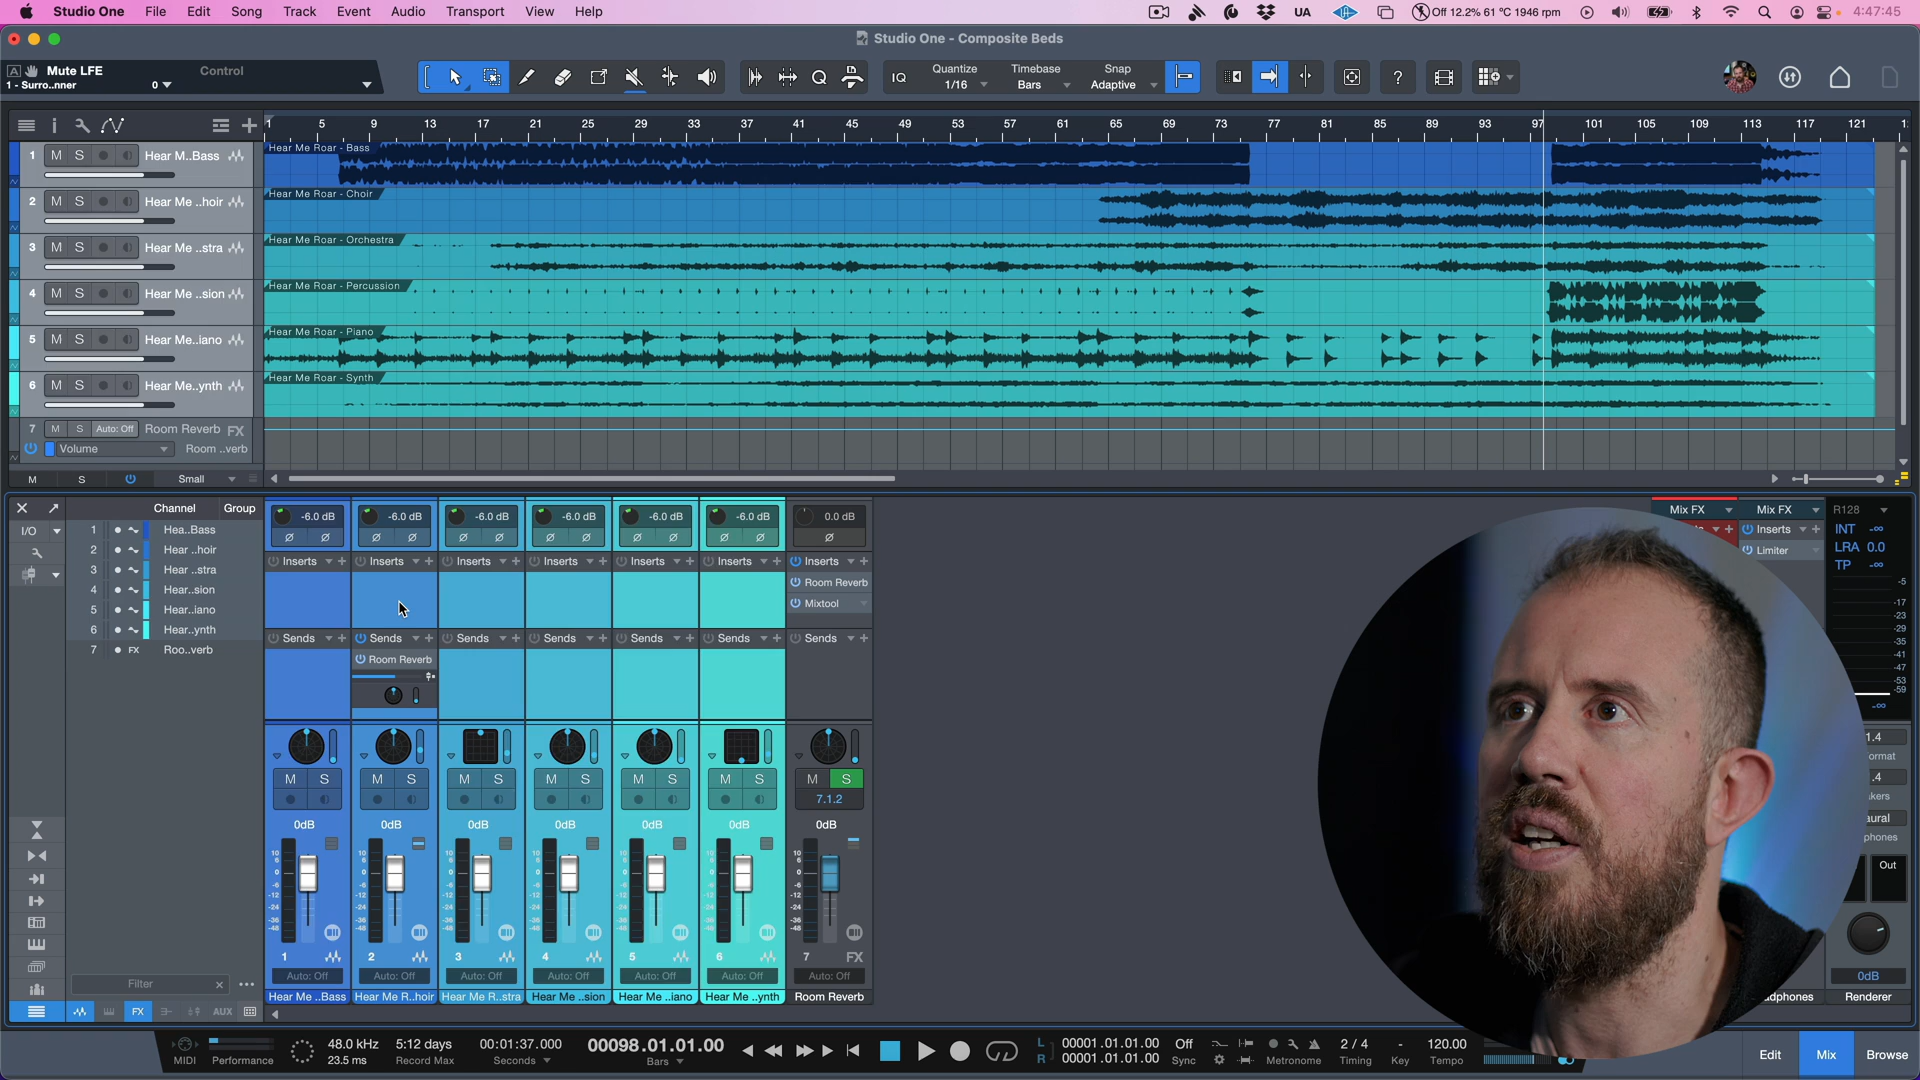 Studio One File Edit Song Track Event Audio Transport View Help
UA Off 12.2% 61 °C 1946 rpm 4:47:45
Studio One - Composite Beds
A Mute LFE Control
1 - Surro..nner 0
IQ Quantize Timebase Snap
1/16 Bars Adaptive ?
1 5 9 13 17 21 25 29 33 37 41 45 49 53 57 61 65 69 73 77 81 85 89 93 97 101 105 109 113 117 121
1 M S Hear M..Bass
Hear Me Roar - Bass
2 M S Hear Me ..hoir
Hear Me Roar - Choir
3 M S Hear Me ..stra
Hear Me Roar - Orchestra
4 M S Hear Me ..sion
Hear Me Roar - Percussion
5 M S Hear Me..iano
Hear Me Roar - Piano
6 M S Hear Me..ynth
Hear Me Roar - Synth
7 M S Auto: Off Room Reverb FX
Volume Room ..verb
M S Small
Channel Group
I/O
1 Hea..Bass
2 Hear ..hoir
3 Hear ..stra
4 Hear..sion
5 Hear..iano
6 Hear..ynth
7 FX Roo..verb
Filter
FX AUX
-6.0 dB -6.0 dB -6.0 dB -6.0 dB -6.0 dB -6.0 dB 0.0 dB
Inserts Inserts Inserts Inserts Inserts Inserts Inserts
Room Reverb
Mixtool
Sends Sends Sends Sends Sends Sends Sends
Room Reverb
M S M S M S M S M S M S M S
7.1.2
0dB 0dB 0dB 0dB 0dB 0dB 0dB
1 2 3 4 5 6 7 FX
Auto: Off Auto: Off Auto: Off Auto: Off Auto: Off Auto: Off Auto: Off
Hear Me ..Bass Hear Me R..hoir Hear Me R..stra Hear Me ..sion Hear Me ..iano Hear Me ..ynth Room Reverb
Mix FX Mix FX R128
Inserts INT -∞
Limiter LRA 0.0
TP -∞
-5
-17
-23
-29
-35
-41
-47
-53
-59
-∞
1.4
ormat
.4
kers
aural
phones
Out
0dB
dphones Renderer
MIDI Performance
48.0 kHz 5:12 days 00:01:37.000 00098.01.01.00
23.5 ms Record Max Seconds Bars
L 00001.01.01.00 Off 2 / 4 - 120.00
R 00001.01.01.00 Sync Metronome Timing Key Tempo
Edit Mix Browse